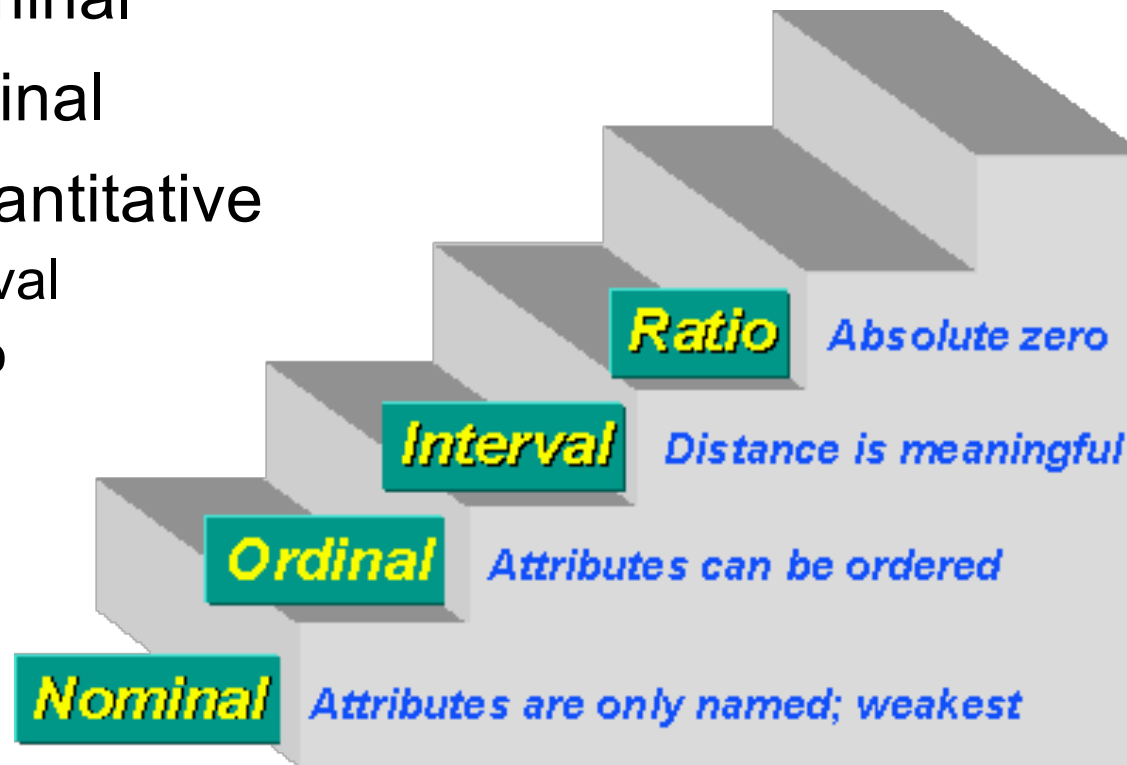 minal
inal
antitative
val
o
Ratio Absolute zero
Interval Distance is meaningful
Ordinal Attributes can be ordered
Nominal Attributes are only named; weakest